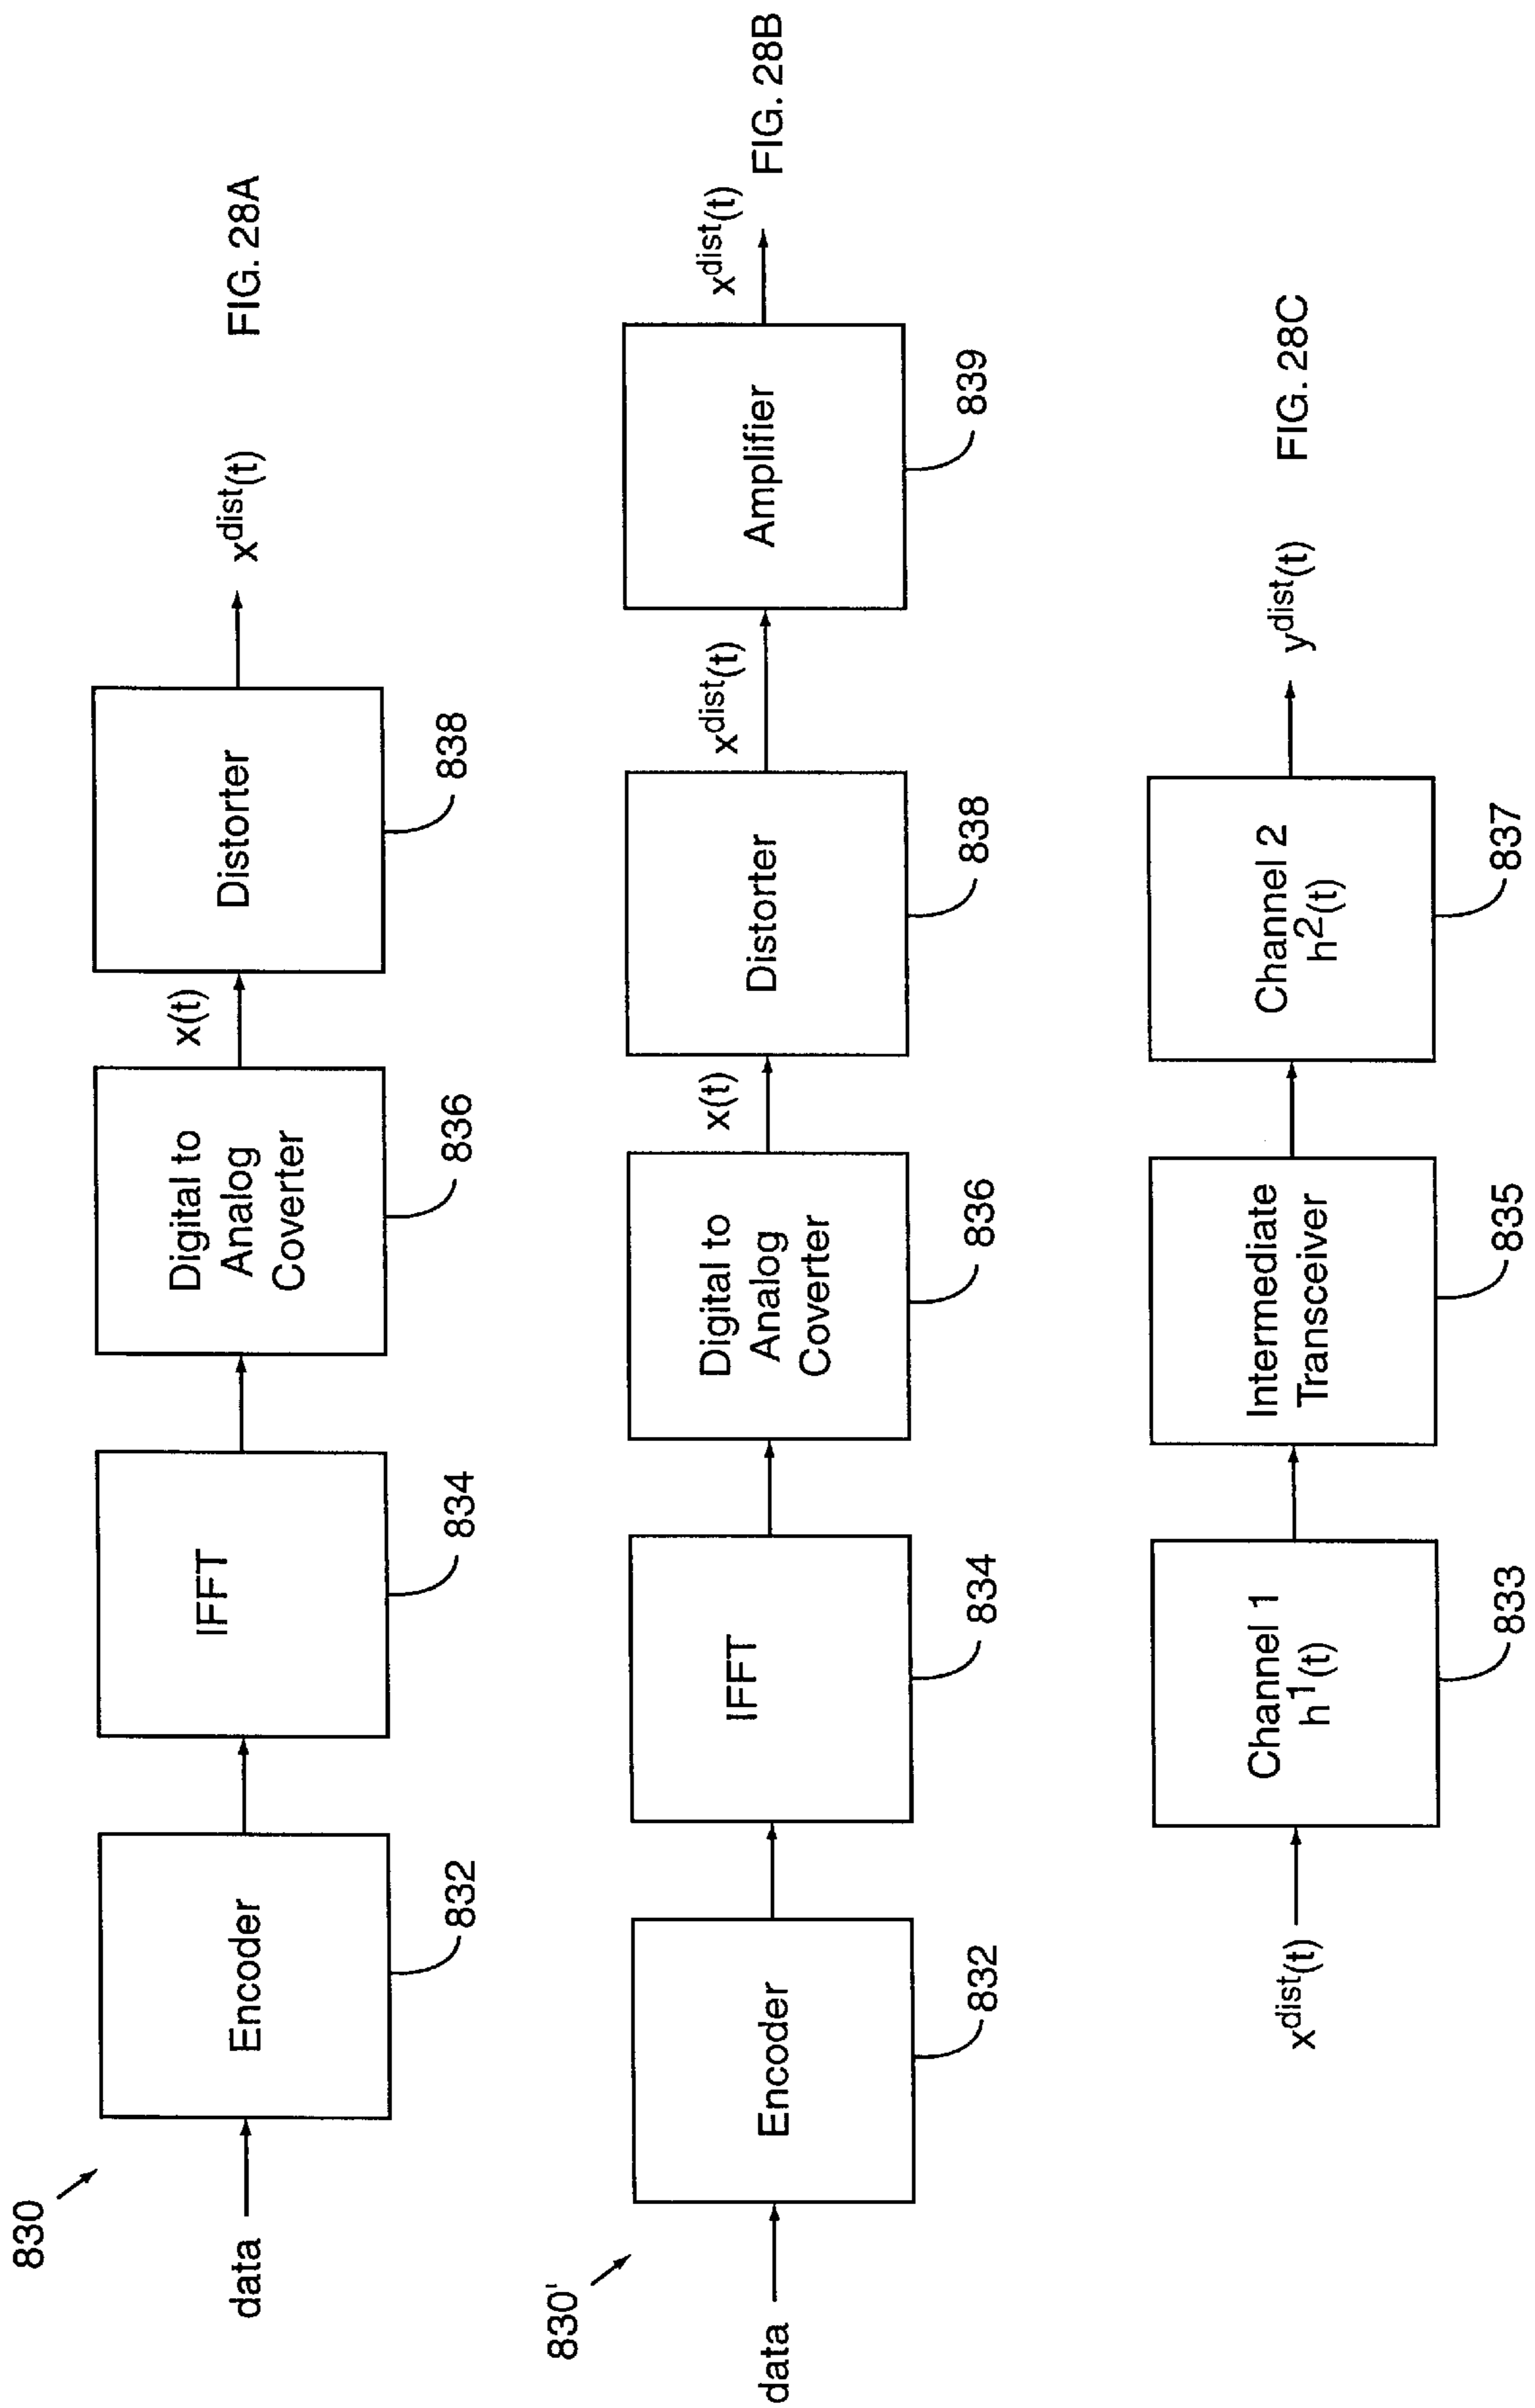 830
data
Encoder
832
IFFT
834
Digital to
Analog
Coverter
836
x(t)
Distorter
838
x^dist(t)
FIG. 28A
830'
data
Encoder
832
IFFT
834
Digital to
Analog
Coverter
836
x(t)
Distorter
838
x^dist(t)
Amplifier
839
x^dist(t)
FIG. 28B
x^dist(t)
Channel 1
h^1(t)
833
Intermediate
Transceiver
835
Channel 2
h^2(t)
837
y^dist(t)
FIG. 28C